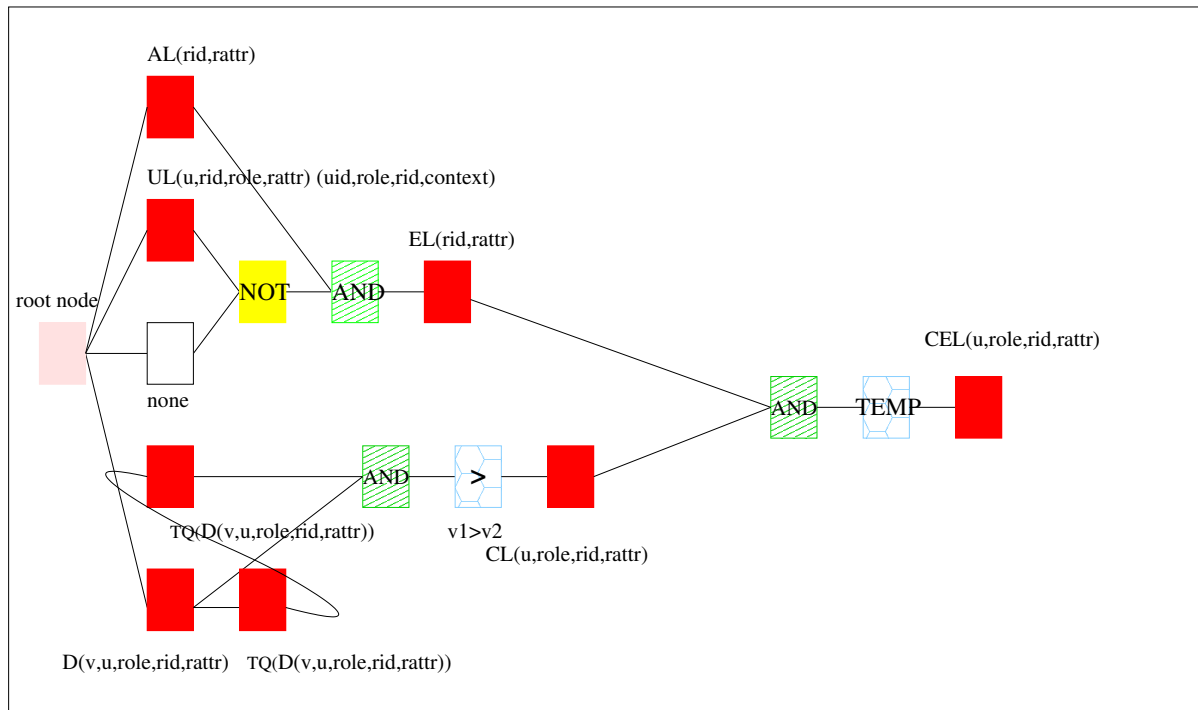 AL(rid,rattr)
UL(u,rid,role,rattr) (uid,role,rid,context)
EL(rid,rattr)
root node
NOT
AND
CEL(u,role,rid,rattr)
none
AND
TEMP
AND
>
TQ(D(v,u,role,rid,rattr))
v1>v2
CL(u,role,rid,rattr)
D(v,u,role,rid,rattr)
TQ(D(v,u,role,rid,rattr))